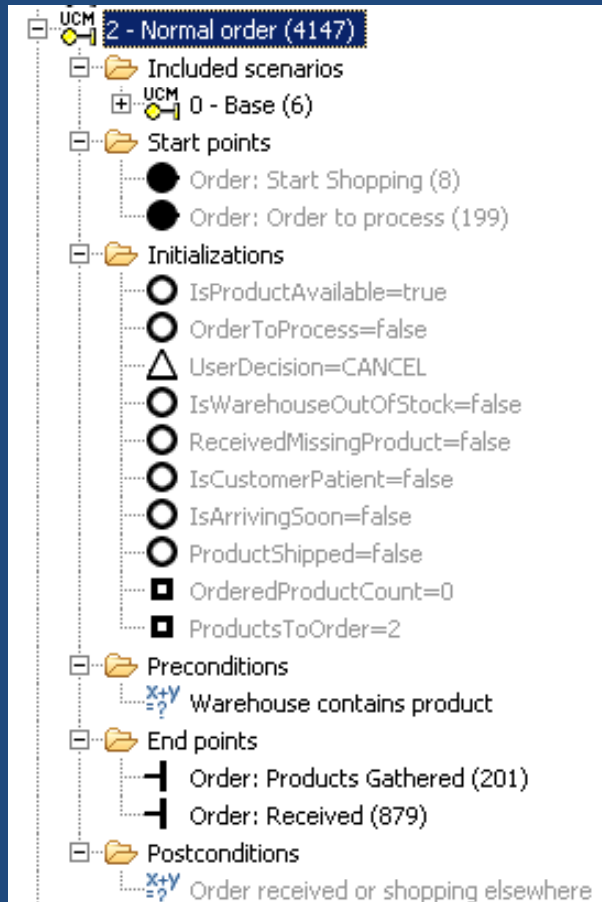 UCM 2 - Normal order (4147)
Included scenarios
UCM 0 - Base (6)
Start points
Order: Start Shopping (8)
Order: Order to process (199)
Initializations
IsProductAvailable=true
OrderToProcess=false
UserDecision=CANCEL
IsWarehouseOutOfStock=false
ReceivedMissingProduct=false
IsCustomerPatient=false
IsArrivingSoon=false
ProductShipped=false
OrderedProductCount=0
ProductsToOrder=2
Preconditions
X+Y=? Warehouse contains product
End points
Order: Products Gathered (201)
Order: Received (879)
Postconditions
X+Y=? Order received or shopping elsewhere